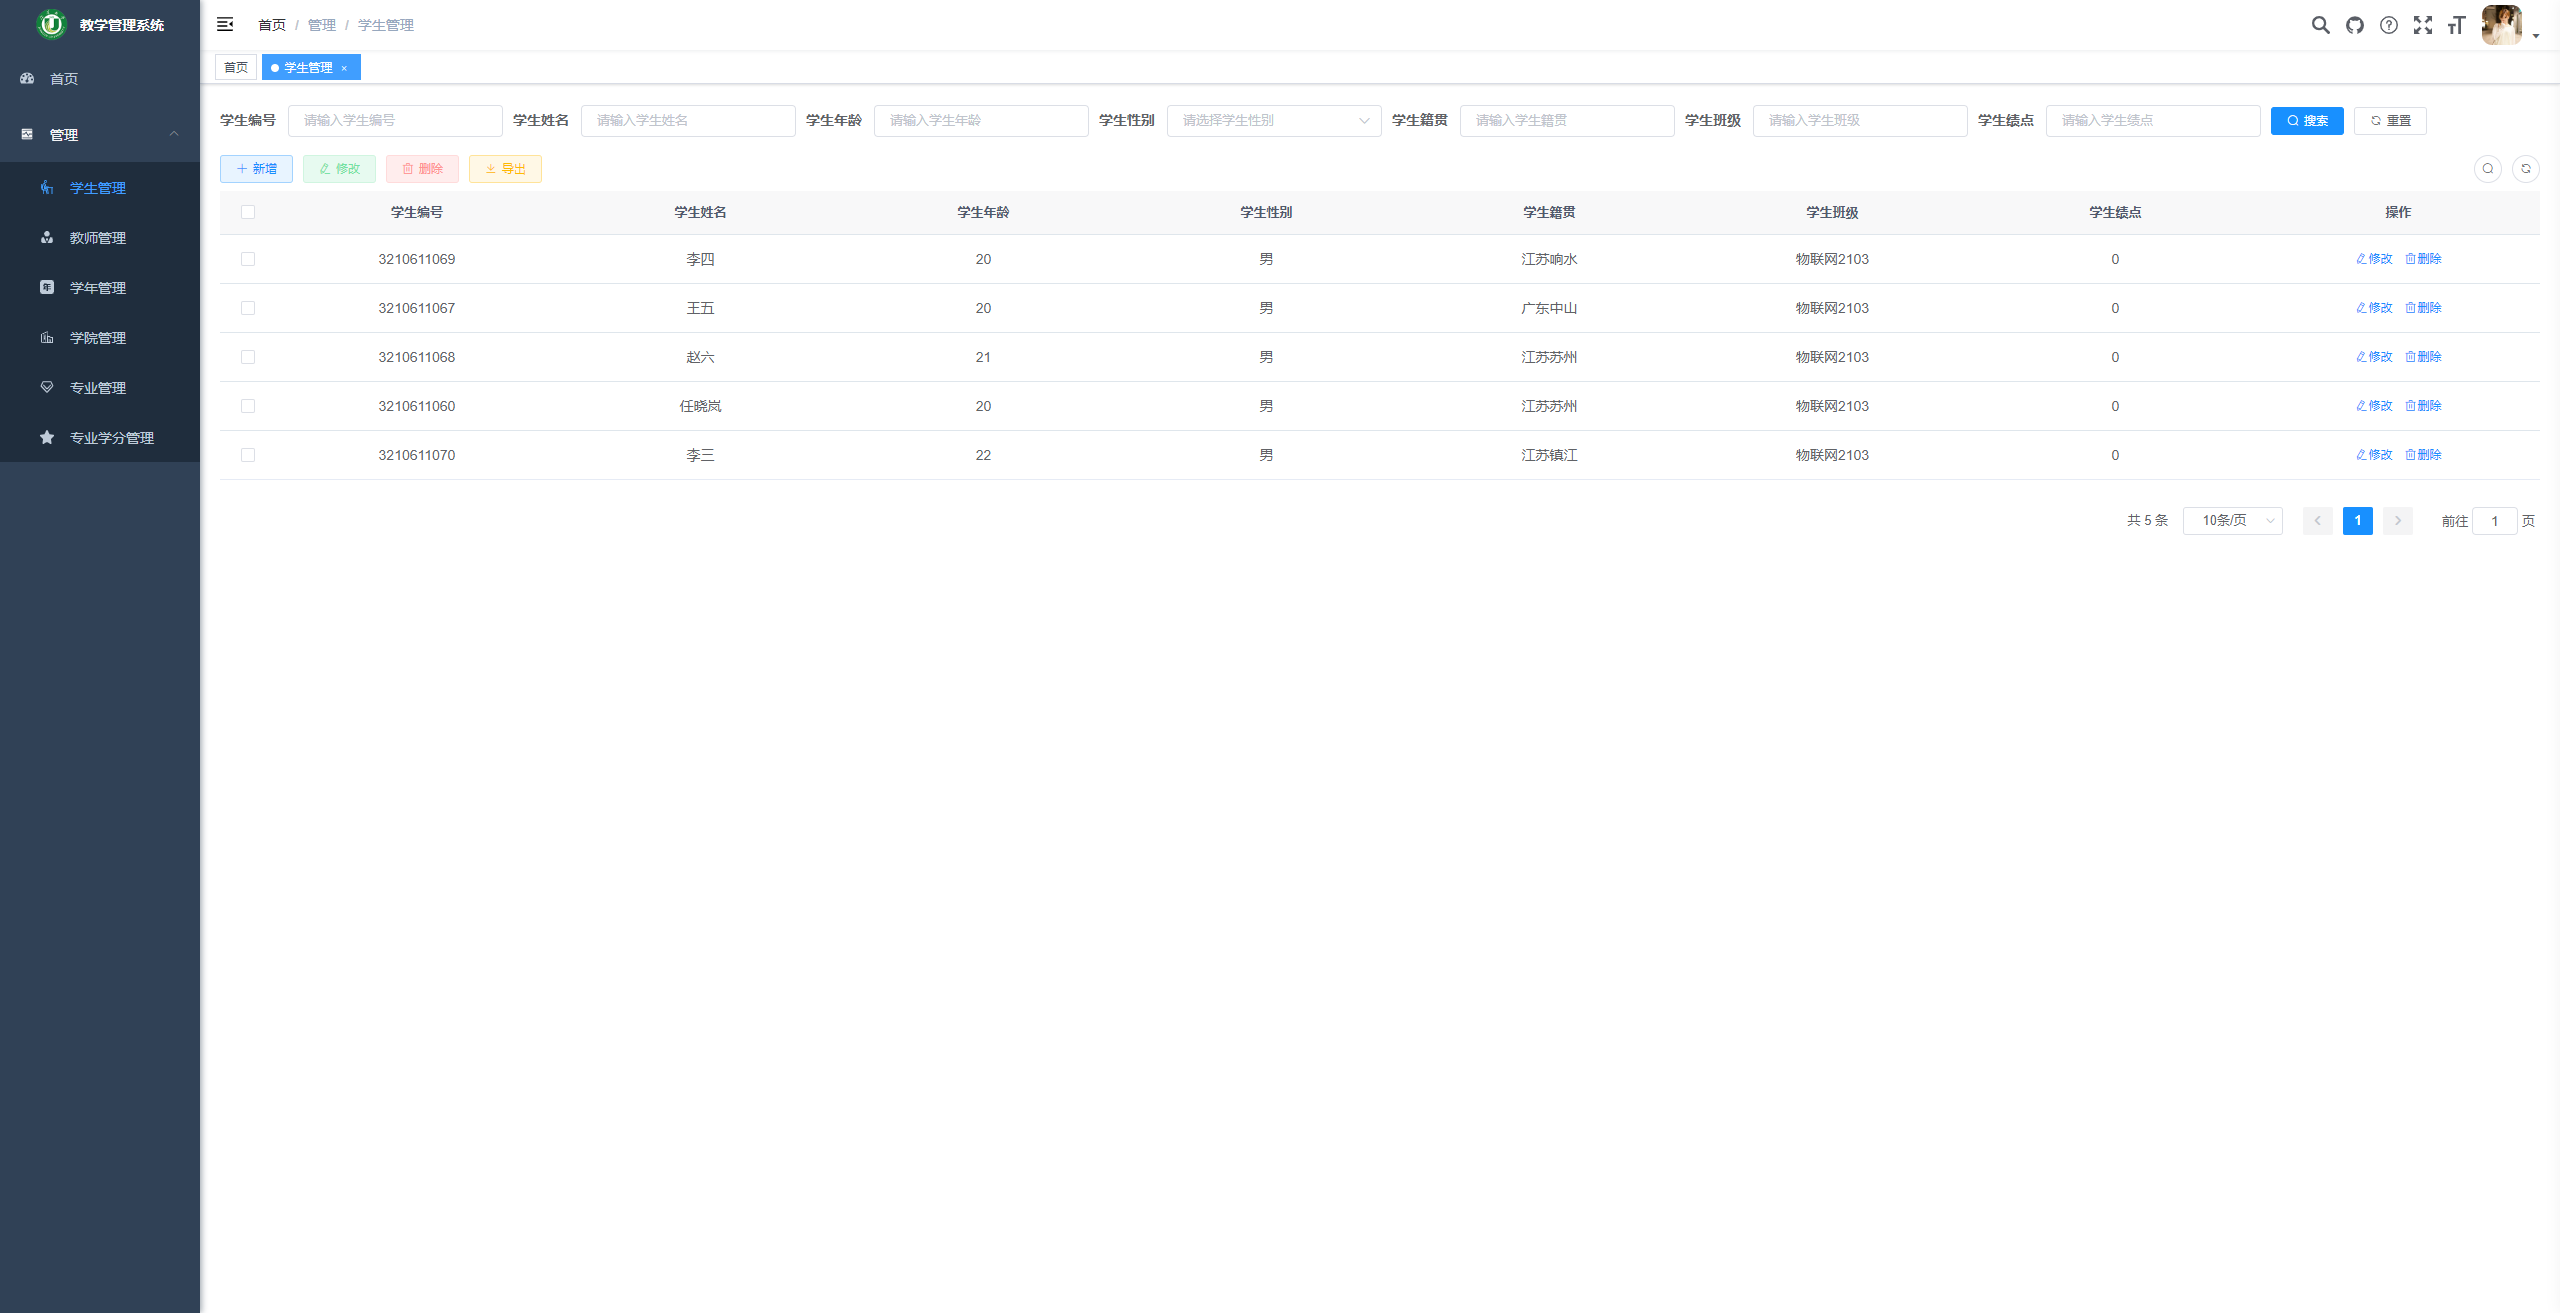 教学管理系统
首页
管理
学生管理
教师管理
学年管理
学院管理
专业管理
专业学分管理
首页 / 管理 / 学生管理
首页 学生管理 ×
学生编号 请输入学生编号 学生姓名 请输入学生姓名 学生年龄 请输入学生年龄 学生性别 请选择学生性别 学生籍贯 请输入学生籍贯 学生班级 请输入学生班级 学生绩点 请输入学生绩点 搜索 重置
新增 修改 删除 导出
学生编号 学生姓名 学生年龄 学生性别 学生籍贯 学生班级 学生绩点 操作
3210611069 李四 20 男 江苏响水 物联网2103 0 修改 删除
3210611067 王五 20 男 广东中山 物联网2103 0 修改 删除
3210611068 赵六 21 男 江苏苏州 物联网2103 0 修改 删除
3210611060 任晓岚 20 男 江苏苏州 物联网2103 0 修改 删除
3210611070 李三 22 男 江苏镇江 物联网2103 0 修改 删除
共 5 条 10条/页 1 前往 1 页